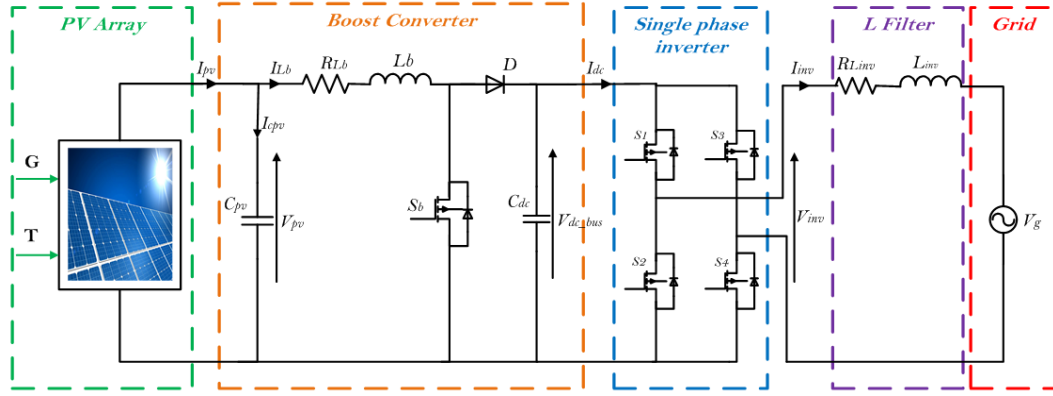 PV Array
Boost Converter
Single phase
inverter
L Filter
Grid
Ipv
ILb
RLb
Lb
D
Idc
Iinv
RLinv
Linv
Icpv
S1
S3
G
T
Cpv
Vpv
Sb
Cdc
Vdc_bus
Vinv
Vg
S2
S4